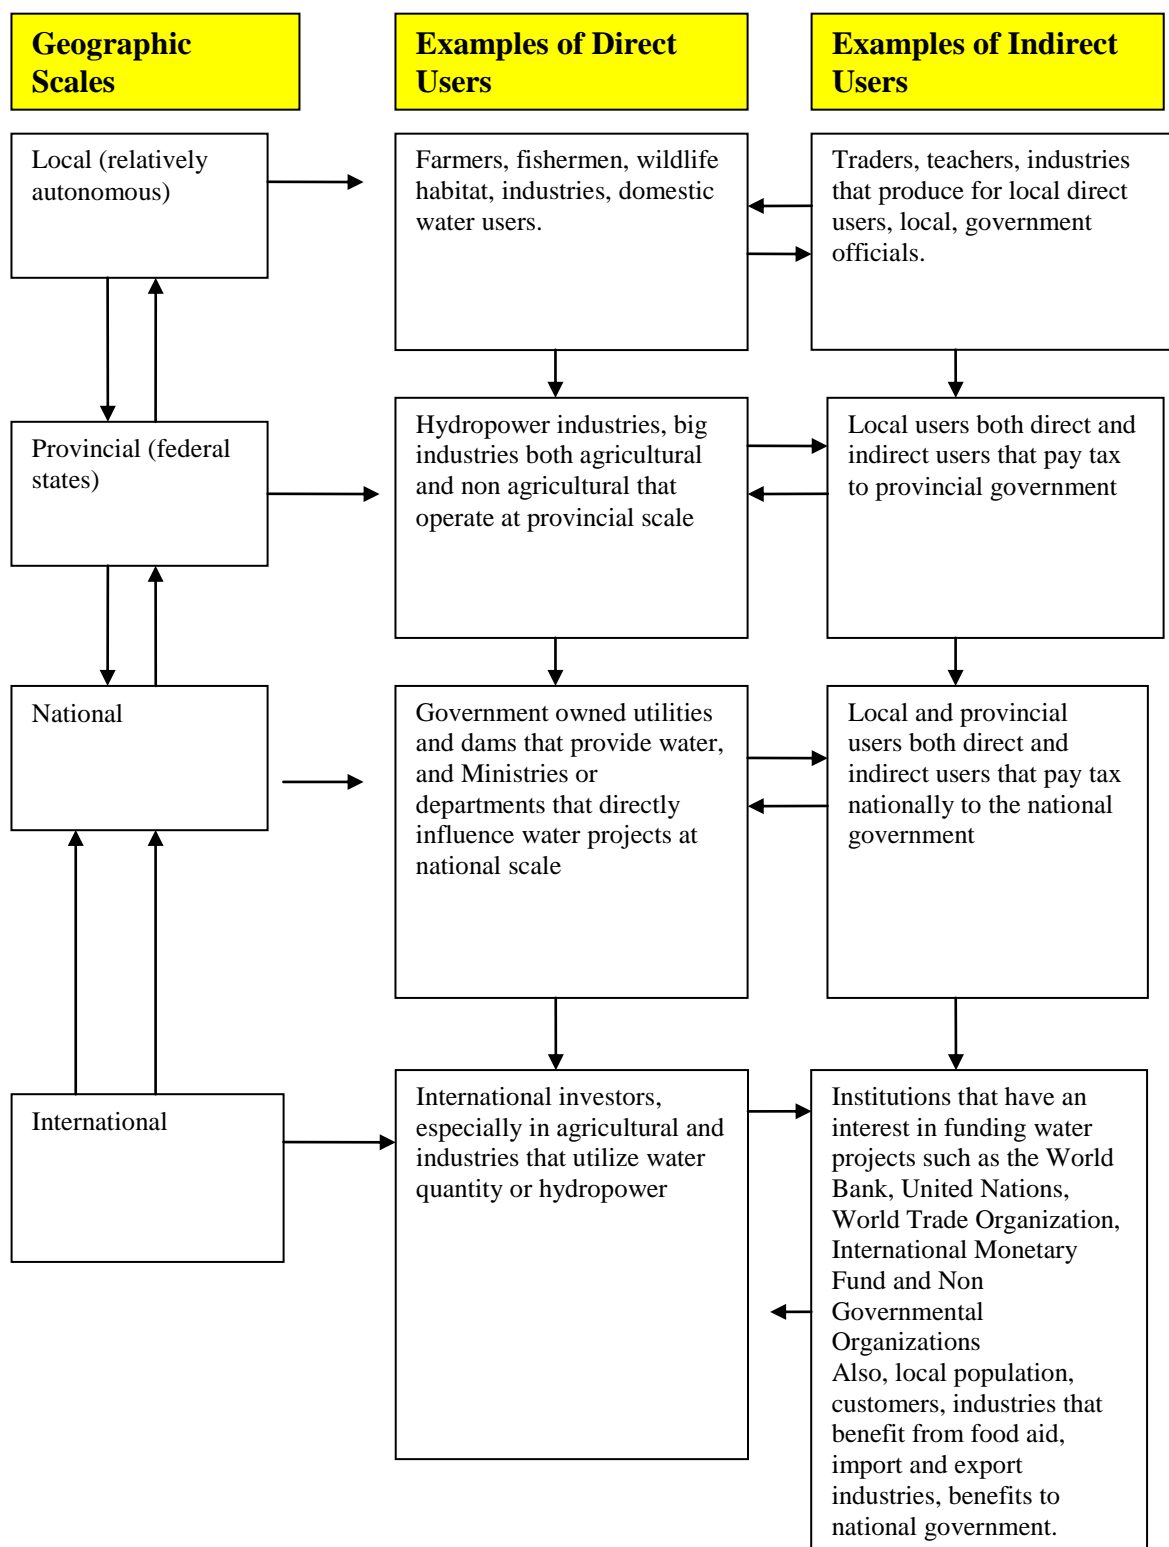 Geographic
Scales
Examples of Direct
Users
Examples of Indirect
Users
Local (relatively
autonomous)
Farmers, fishermen, wildlife
habitat, industries, domestic
water users.
Traders, teachers, industries
that produce for local direct
users, local, government
officials.
Provincial (federal
states)
Hydropower industries, big
industries both agricultural
and non agricultural that
operate at provincial scale
Local users both direct and
indirect users that pay tax
to provincial government
National
Government owned utilities
and dams that provide water,
and Ministries or
departments that directly
influence water projects at
national scale
Local and provincial
users both direct and
indirect users that pay tax
nationally to the national
government
International
International investors,
especially in agricultural and
industries that utilize water
quantity or hydropower
Institutions that have an
interest in funding water
projects such as the World
Bank, United Nations,
World Trade Organization,
International Monetary
Fund and Non
Governmental
Organizations
Also, local population,
customers, industries that
benefit from food aid,
import and export
industries, benefits to
national government.